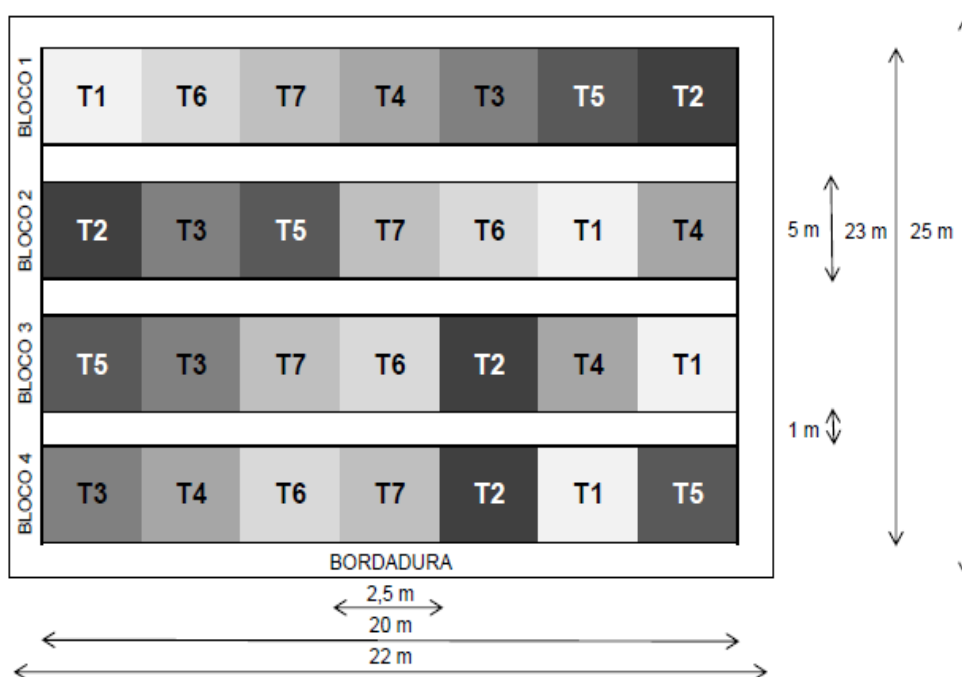 BLOCO 1
T1 T6 T7 T4 T3 T5 T2
BLOCO 2
T2 T3 T5 T7 T6 T1 T4
5 m 23 m 25 m
BLOCO 3
T5 T3 T7 T6 T2 T4 T1
1 m
BLOCO 4
T3 T4 T6 T7 T2 T1 T5
BORDADURA
2,5 m
20 m
22 m